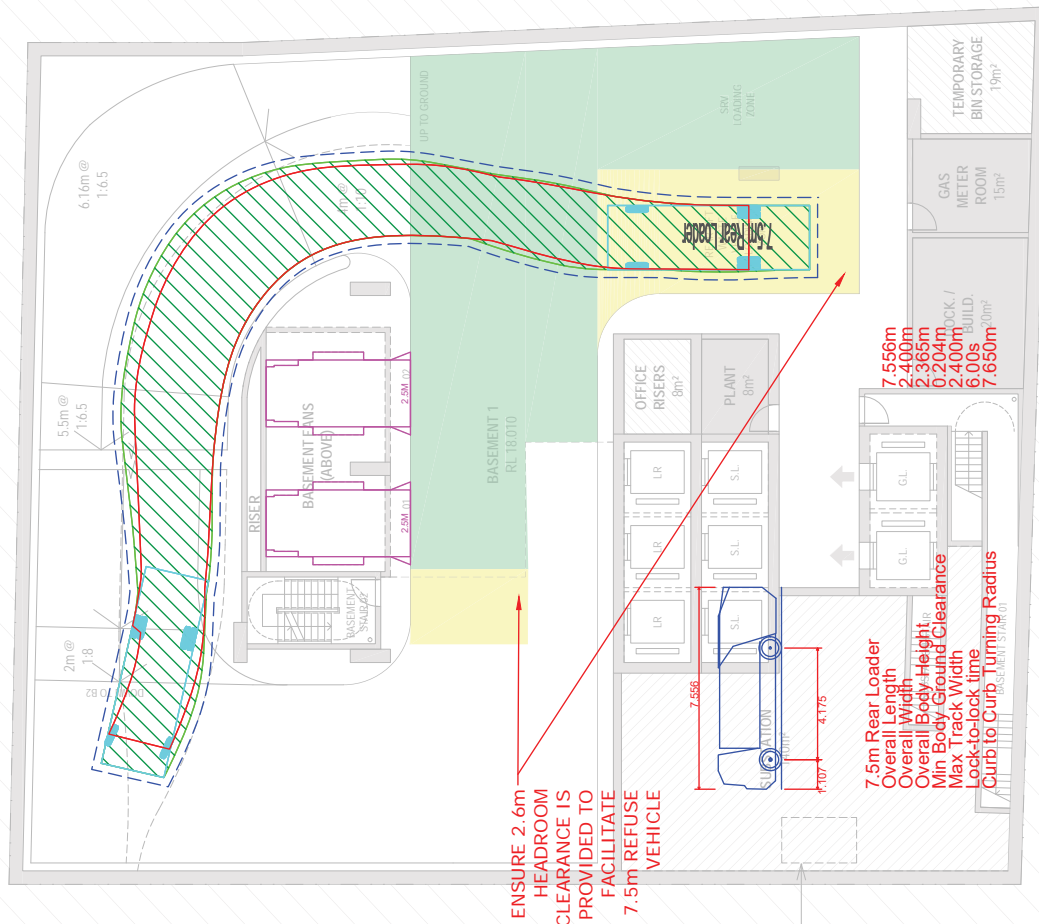 6.16m @
1:6.5
UP TO GROUND
SRV
LOADING
ZONE
TEMPORARY
BIN STORAGE
19m²
1m @
1:10
GAS
METER
ROOM
15m²
7.5m Rear Loader
5.5m @
1:6.5
BUILD.
20m²
OFFICE
RISERS
8m²
PLANT
8m²
RISER
BASEMENT FANS
(ABOVE)
2.5M 02
2.5M 01
BASEMENT 1
RL 18.010
LR
LR
LR
S.L.
S.L.
S.L.
G.L.
G.L.
2m @
1:8
BASEMENT
STAIR 02
TO B2
7.556
4.175
1.107
140m²
BASEMENT STAIR 01
ENSURE 2.6m
HEADROOM
CLEARANCE IS
PROVIDED TO
FACILITATE
7.5m REFUSE
VEHICLE
7.5m Rear Loader
Overall Length 7.556m
Overall Width 2.400m
Overall Body Height 2.365m
Min Body Ground Clearance 0.204m
Max Track Width 2.400m
Lock-to-lock time 6.00s
Curb to Curb Turning Radius 7.650m